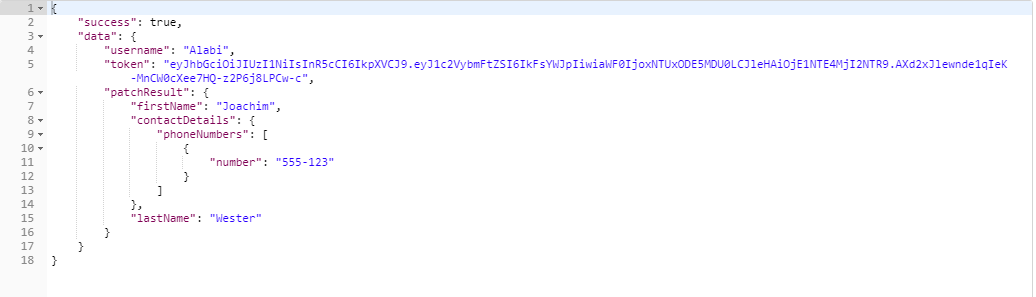 1 {
2 "success": true,
3 "data": {
4 "username": "Alabi",
5 "token": "eyJhbGciOiJIUzI1NiIsInR5cCI6IkpXVCJ9.eyJ1c2VybmFtZSI6IkFsYWJpIiwiaWF0IjoxNTUxODE5MDU0LCJleHAiOjE1NTE4MjI2NTR9.AXd2xJlewnde1qIeK
-MnCW0cXee7HQ-z2P6j8LPCw-c",
6 "patchResult": {
7 "firstName": "Joachim",
8 "contactDetails": {
9 "phoneNumbers": [
10 {
11 "number": "555-123"
12 }
13 ]
14 },
15 "lastName": "Wester"
16 }
17 }
18 }